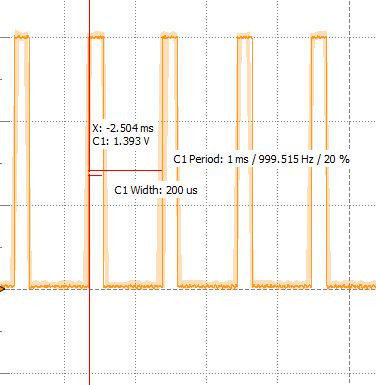 X: -2.504 ms
C1: 1.393 V
C1 Period: 1 ms / 999.515 Hz / 20 %
C1 Width: 200 us